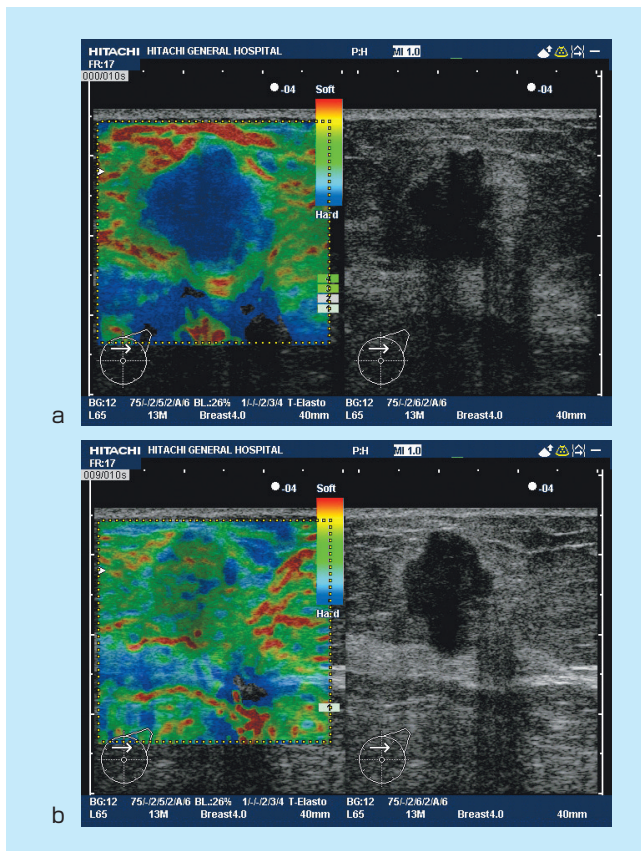 HITACHI HITACHI GENERAL HOSPITAL P:H MI 1.0
FR:17
000/010s
-04 Soft -04
Hard
a
BG:12 75/-/2/5/2/A/6 BL.:26% 1/-/-/2/3/4 T-Elasto BG:12 75/-/2/6/2/A/6
L65 13M Breast4.0 40mm L65 13M Breast4.0 40mm
HITACHI HITACHI GENERAL HOSPITAL P:H MI 1.0
FR:17
009/010s
-04 Soft -04
Hard
b
BG:12 75/-/2/5/2/A/6 BL.:26% 1/-/-/2/3/4 T-Elasto BG:12 75/-/2/6/2/A/6
L65 13M Breast4.0 40mm L65 13M Breast4.0 40mm